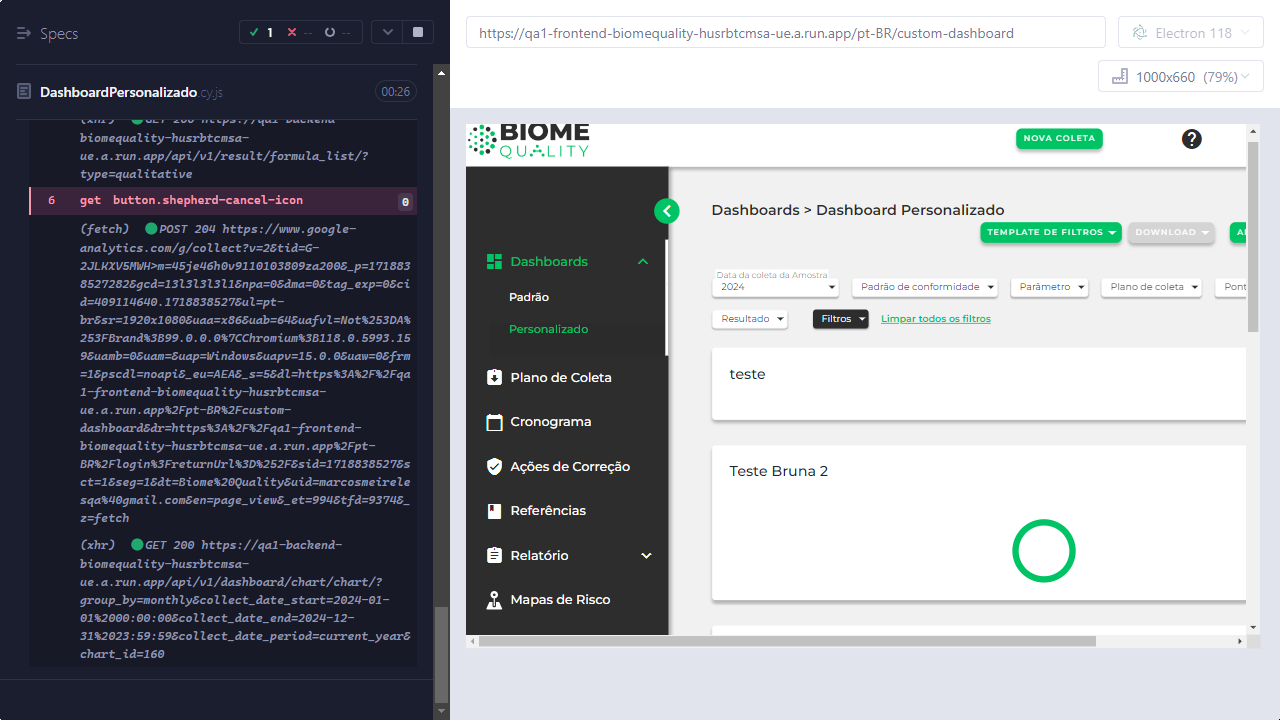 Specs
1
--
--
DashboardPersonalizado.cy.js
00:26
(xhr) GET 200 https://qa1-backend-
biomequality-husrbtcmsa-
ue.a.run.app/api/v1/result/formula_list/?
type=qualitative
6 get button.shepherd-cancel-icon 0
(fetch) POST 204 https://www.google-
analytics.com/g/collect?v=2&tid=G-
2JLKXV5MWH&gtm=45je46h0v9110103809za200&_p=171883
8527282&gcd=13l3l3l3l1&npa=0&dma=0&tag_exp=0&ci
d=409114640.1718838527&ul=pt-
br&sr=1920x1080&uaa=x86&uab=64&uafvl=Not%253DA%
253FBrand%3B99.0.0.0%7CChromium%3B118.0.5993.15
9&uamb=0&uam=&uap=Windows&uapv=15.0.0&uaw=0&frm
=1&pscdl=noapi&_eu=AEA&_s=5&dl=https%3A%2F%2Fqa
1-frontend-biomequality-husrbtcmsa-
ue.a.run.app%2Fpt-BR%2Fcustom-
dashboard&dr=https%3A%2F%2Fqa1-frontend-
biomequality-husrbtcmsa-ue.a.run.app%2Fpt-
BR%2Flogin%3FreturnUrl%3D%252F&sid=1718838527&s
ct=1&seg=1&dt=Biome%20Quality&uid=marcosmeirele
sqa%40gmail.com&en=page_view&_et=994&tfd=9374&_
z=fetch
(xhr) GET 200 https://qa1-backend-
biomequality-husrbtcmsa-
ue.a.run.app/api/v1/dashboard/chart/chart/?
group_by=monthly&collect_date_start=2024-01-
01%2000:00:00&collect_date_end=2024-12-
31%2023:59:59&collect_date_period=current_year&
chart_id=160
https://qa1-frontend-biomequality-husrbtcmsa-ue.a.run.app/pt-BR/custom-dashboard
Electron 118
1000x660 (79%)
BIOME
QUALITY
NOVA COLETA
?
Dashboards
Padrão
Personalizado
Plano de Coleta
Cronograma
Ações de Correção
Referências
Relatório
Mapas de Risco
Dashboards > Dashboard Personalizado
TEMPLATE DE FILTROS
DOWNLOAD
Data da coleta da Amostra
2024
Padrão de conformidade
Parâmetro
Plano de coleta
Pont
Resultado
Filtros
Limpar todos os filtros
teste
Teste Bruna 2